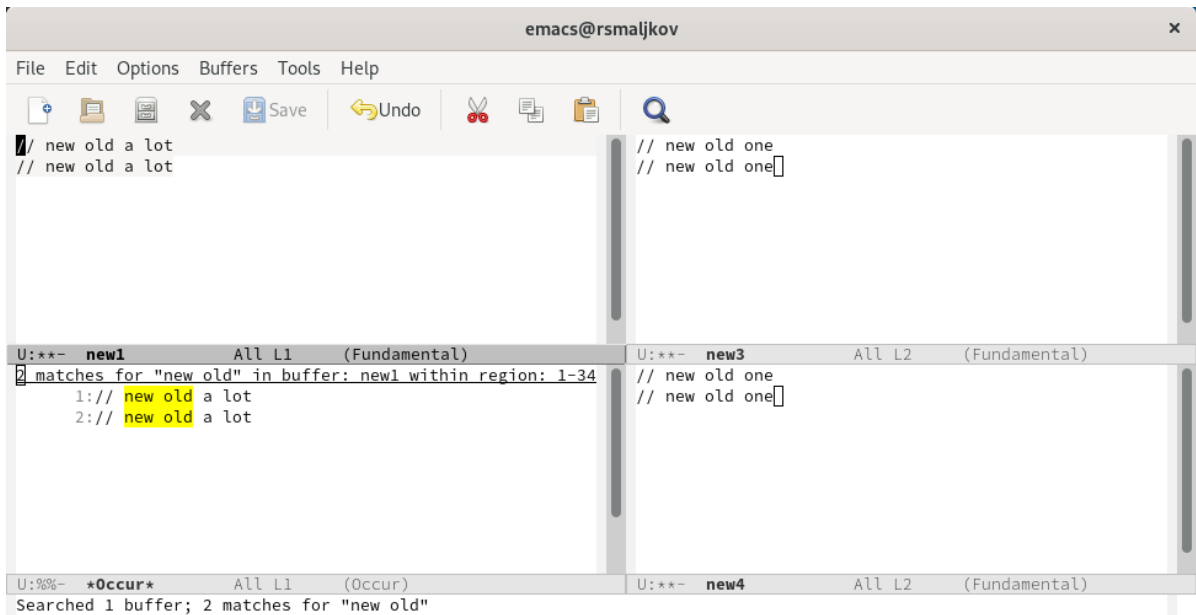 emacs@rsmaljkov ×
File Edit Options Buffers Tools Help
Save Undo
// new old a lot
// new old a lot
U:**- new1 All L1 (Fundamental)
2 matches for "new old" in buffer: new1 within region: 1-34
1:// new old a lot
2:// new old a lot
U:%%- *Occur* All L1 (Occur)
// new old one
// new old one
U:**- new3 All L2 (Fundamental)
// new old one
// new old one
U:**- new4 All L2 (Fundamental)
Searched 1 buffer; 2 matches for "new old"